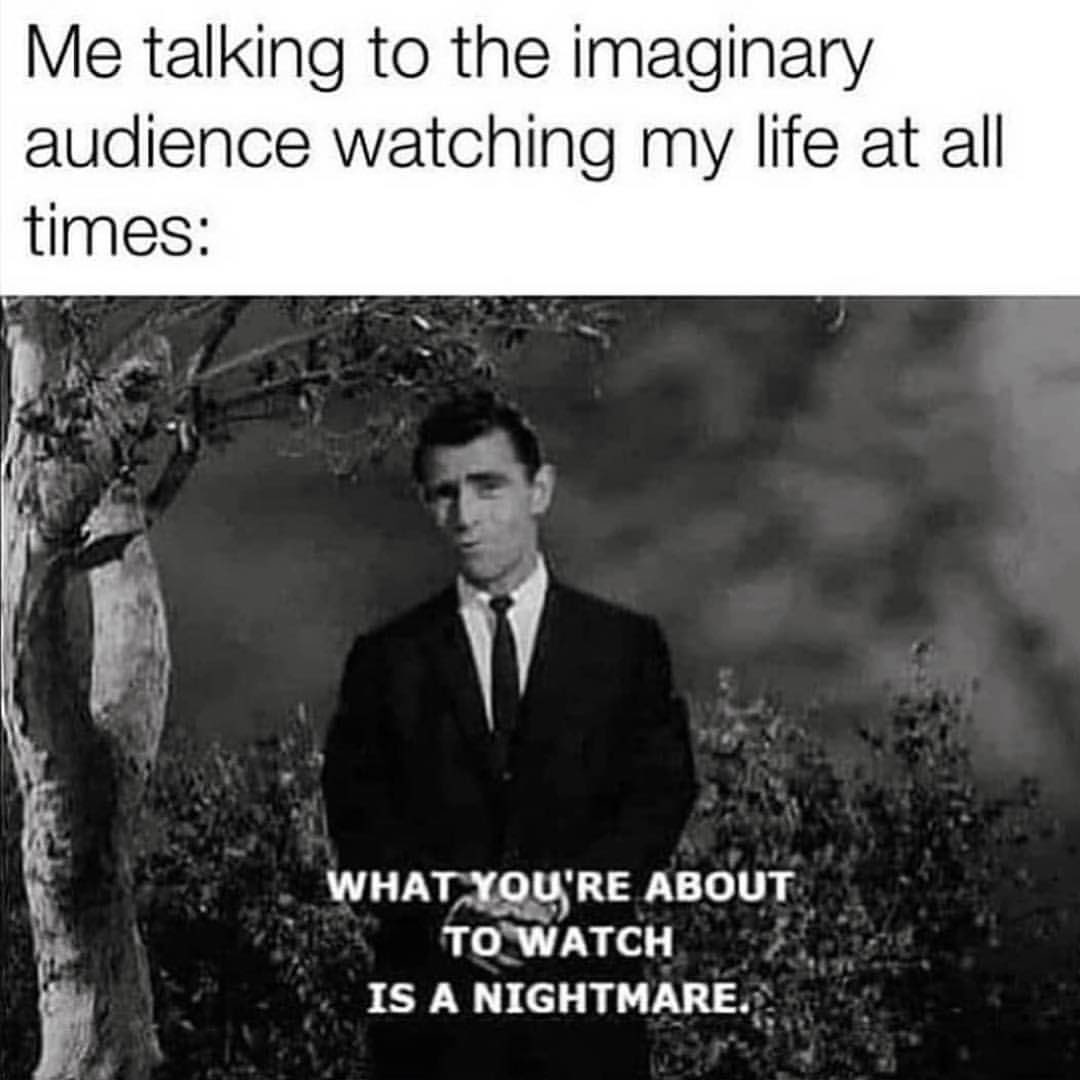 Me talking to the imaginary
audience watching my life at all
times:
WHAT YOU'RE ABOUT
TO WATCH
IS A NIGHTMARE.